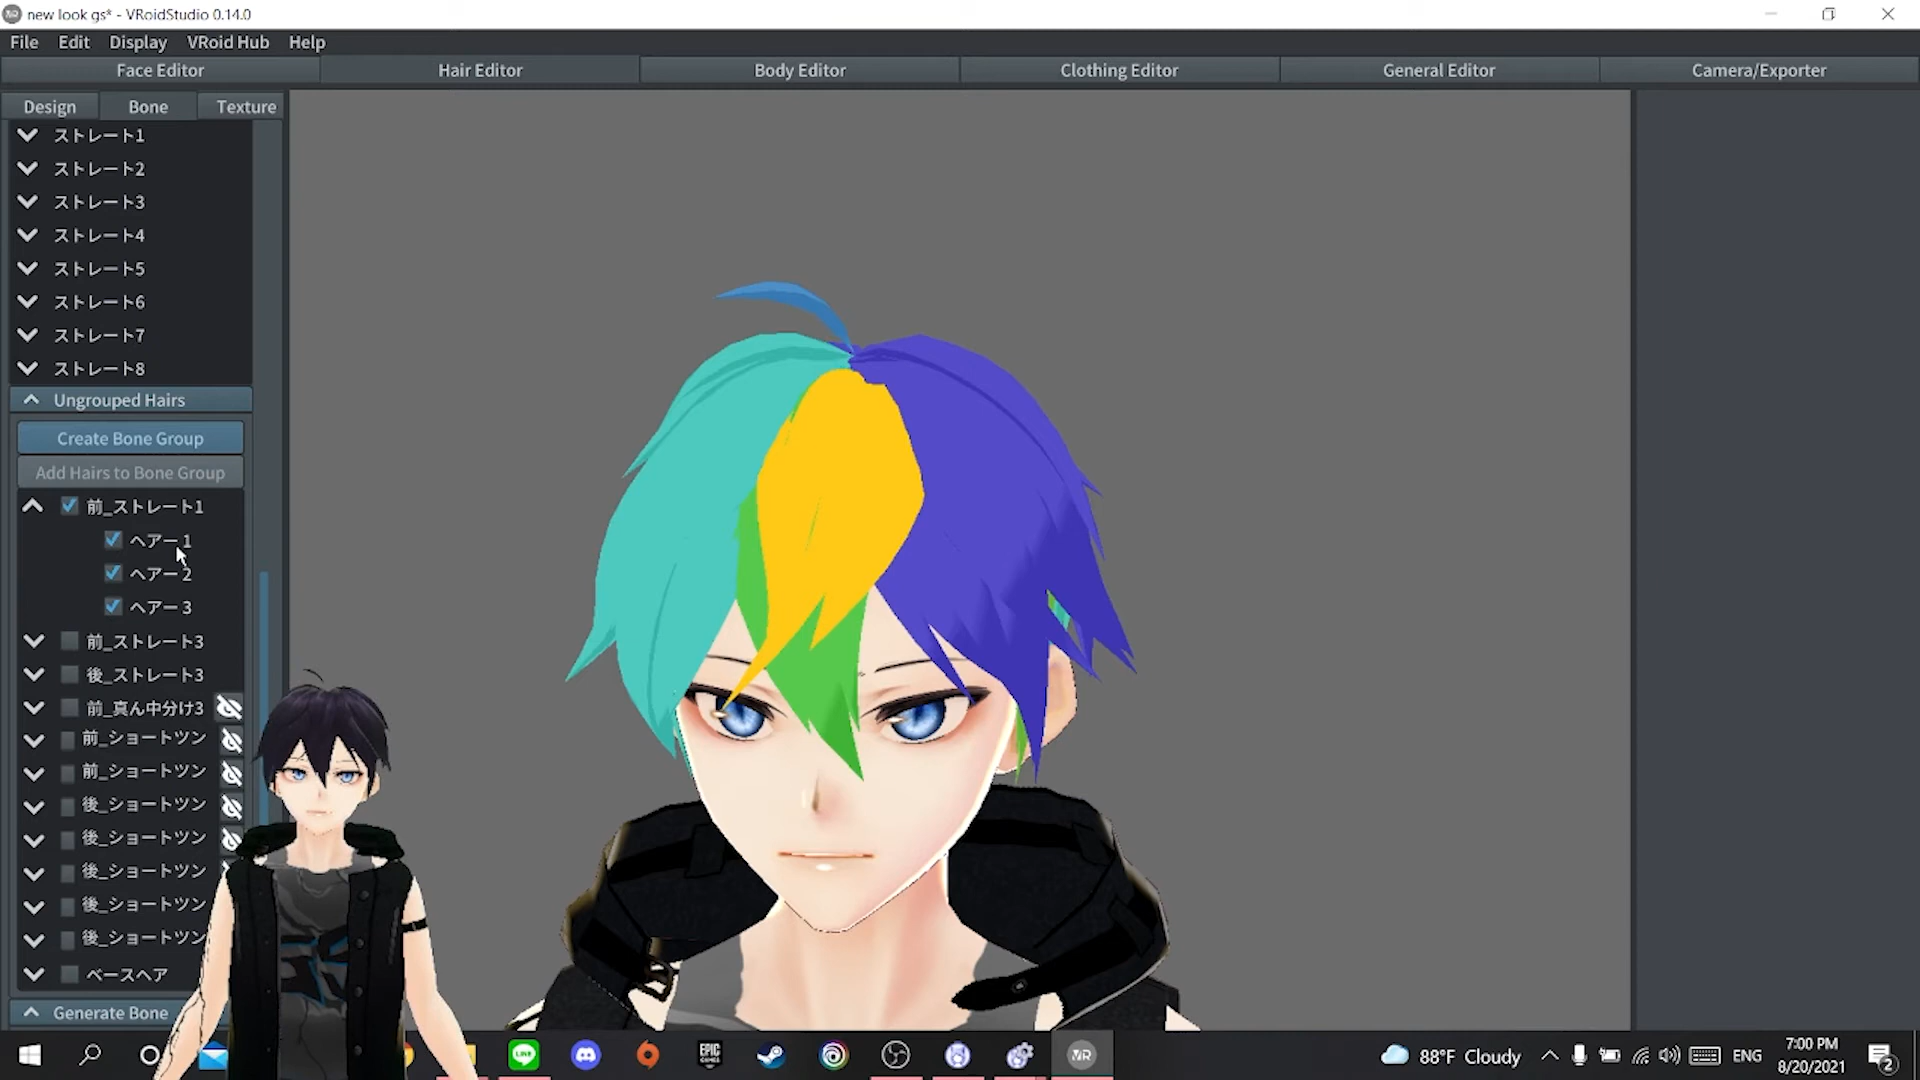 new look gs* - VRoidStudio 0.14.0
File Edit Display VRoid Hub Help
Face Editor Hair Editor Body Editor Clothing Editor General Editor Camera/Exporter
Design Bone Texture
ストレート1
ストレート2
ストレート3
ストレート4
ストレート5
ストレート6
ストレート7
ストレート8
Ungrouped Hairs
Create Bone Group
Add Hairs to Bone Group
前_ストレート1
ヘアー 1
ヘアー 2
ヘアー 3
前_ストレート3
後_ストレート3
前_真ん中分け3
前_ショートツン
前_ショートツン
後_ショートツン
後_ショートツン
後_ショートツン
後_ショートツン
後_ショートツン
ベースヘア
Generate Bone
LINE
EPIC GAMES
VR
88°F Cloudy
ENG
7:00 PM
8/20/2021
2